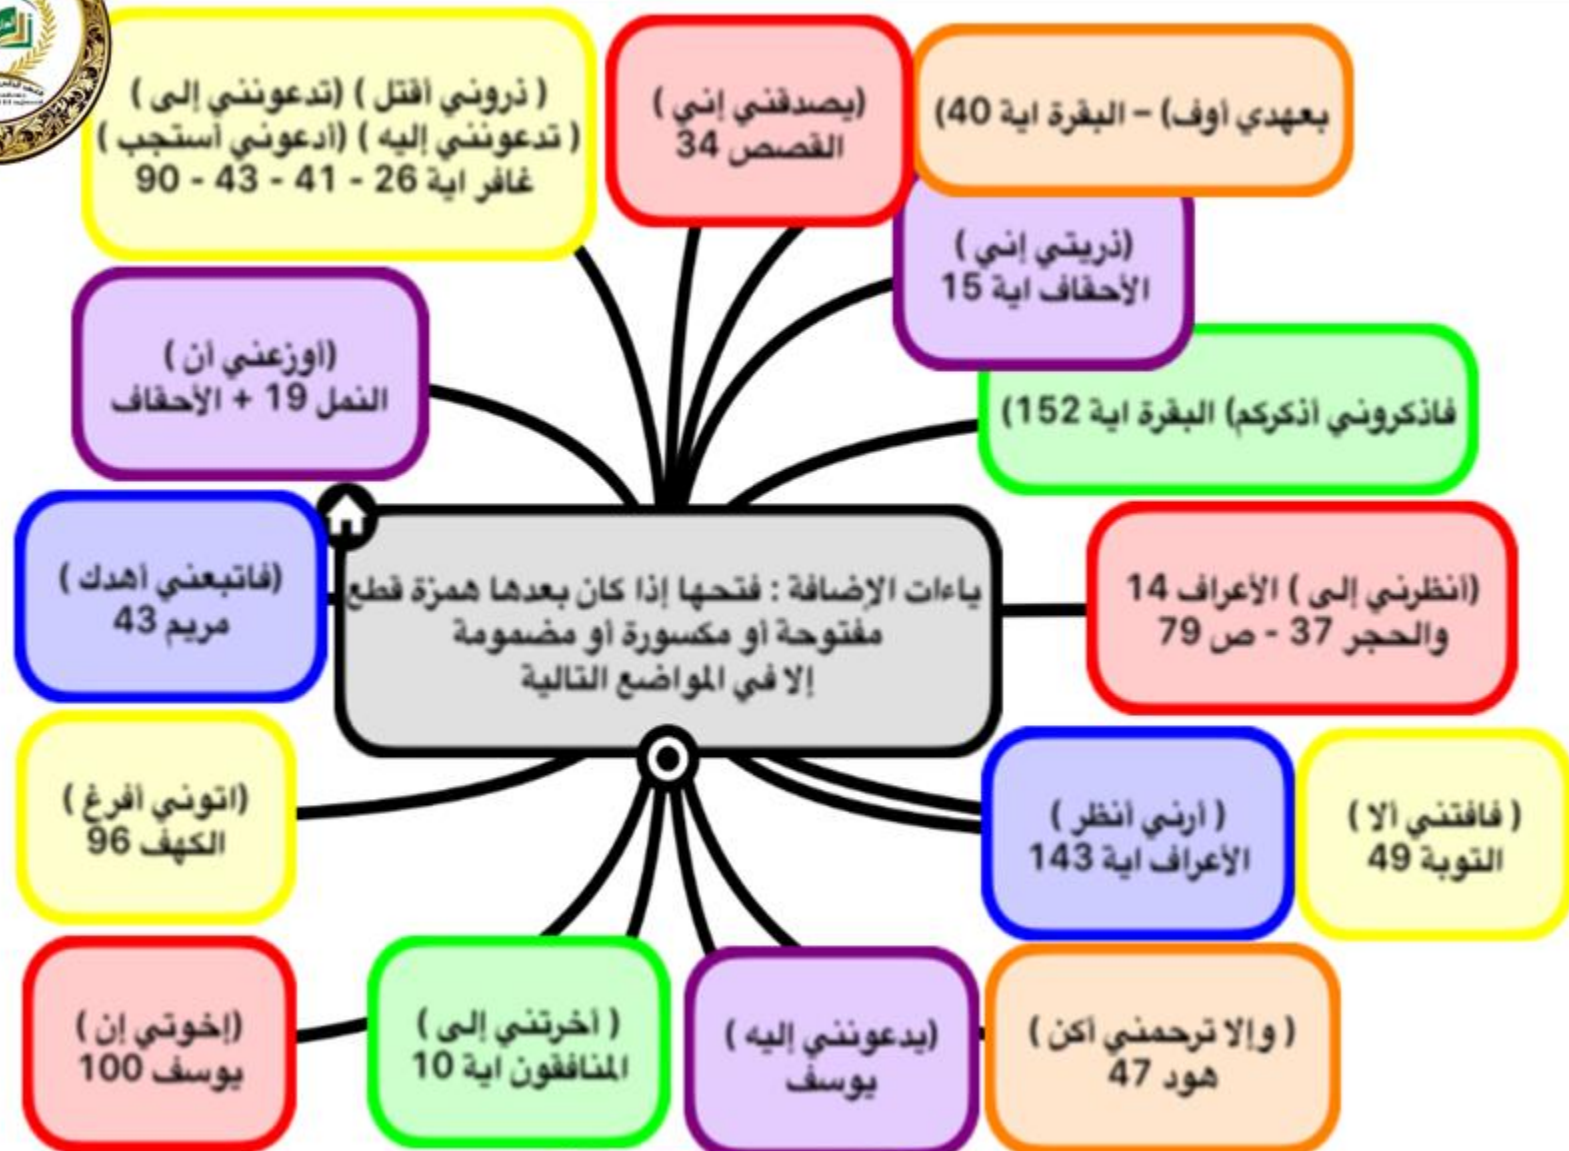 ياءات الإضافة : فتحها إذا كان بعدها همزة قطع
مفتوحة أو مكسورة أو مضمومة
إلا في المواضع التالية
بعهدي أوف) – البقرة اية 40)
(يصدقني إني )
القصص 34
( ذروني أقتل ) (تدعونني إلى )
( تدعونني إليه ) (أدعوني أستجب )
غافر اية 26 - 41 - 43 - 90
(ذريتي إني )
الأحقاف اية 15
(أوزعني أن )
النمل 19 + الأحقاف
فاذكروني أذكركم) البقرة اية 152)
(فاتبعني أهدك )
مريم 43
(أنظرني إلى ) الأعراف 14
والحجر 37 - ص 79
(اتوني أفرغ )
الكهف 96
( أرني أنظر )
الأعراف اية 143
( فافتني ألا )
التوبة 49
(إخوتي إن )
يوسف 100
( أخرتني إلى )
المنافقون اية 10
(يدعونني إليه )
يوسف
( وإلا ترحمني أكن )
هود 47